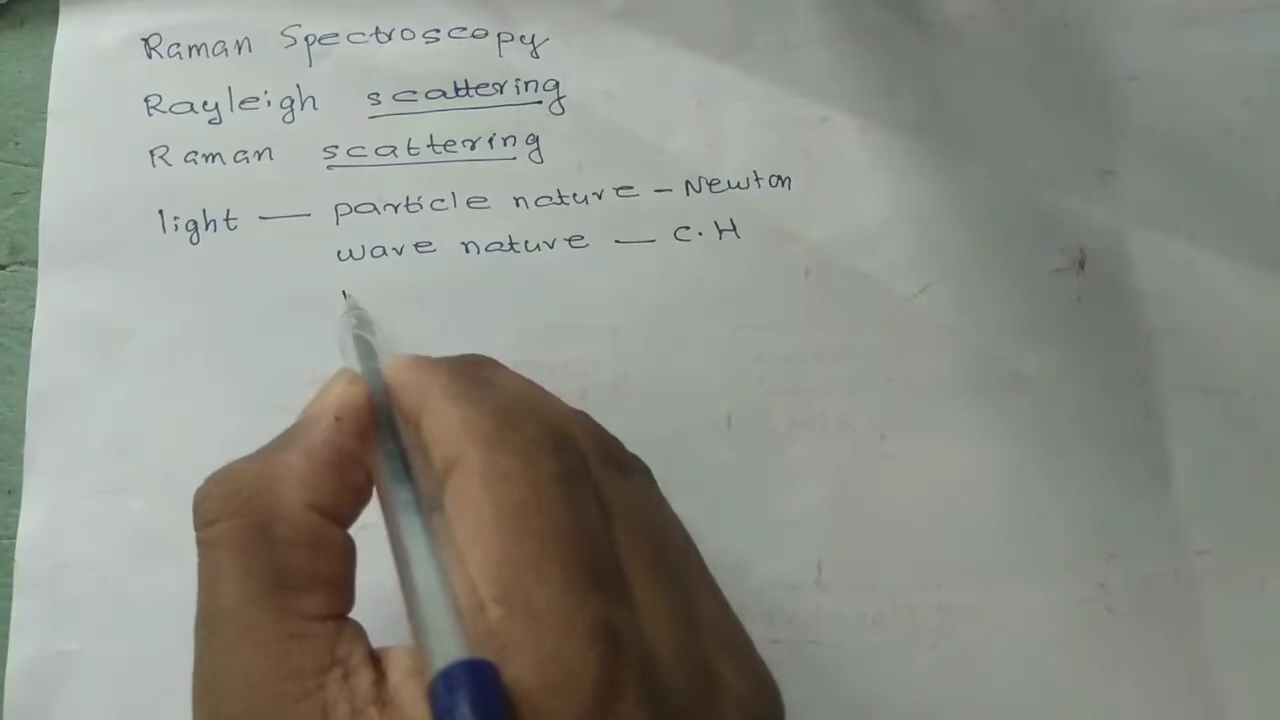 Raman Spectroscopy
Rayleigh scattering
Raman scattering
light — particle nature – Newton
wave nature — C.H